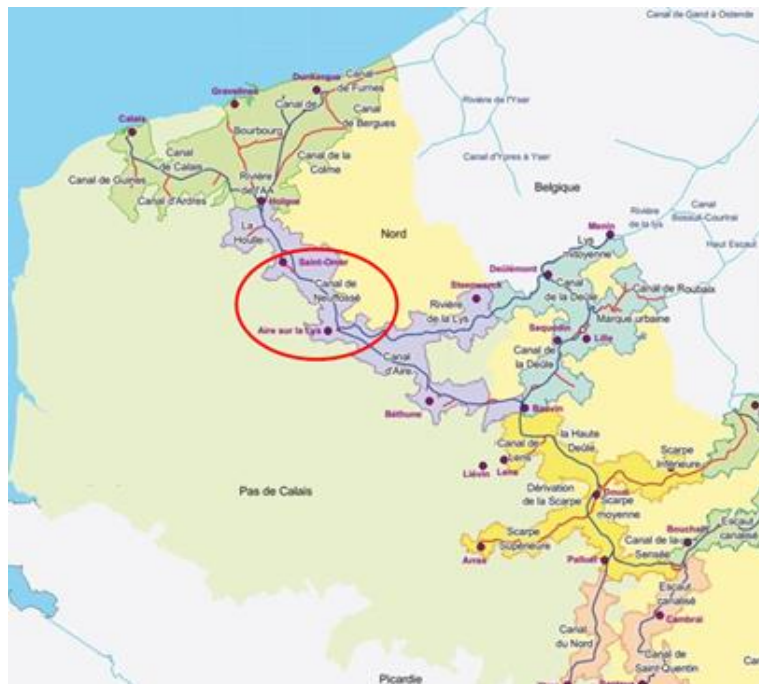 Canal de Gand à Ostende
Dunkerque
Canal
de Furnes
Gravelines
Canal de
Bourbourg
Canal
de Bergues
Rivière
de l'Yser
Calais
Canal
de Calais
Canal de la
Colme
Canal d'Ypres à Yser
Canal de Guines
Canal d'Ardres
Rivière
de l'AA
Holque
Belgique
Canal
Bossuit-Courtrai
Rivière
de la lys
Menin
La
Houlle
Nord
Lys
mitoyenne
Haut Escaut
Saint-Omer
Deûlémont
Canal de
Neuffossé
Steenwerck
Canal
de la Deûle
Canal de Roubaix
Rivière
de la Lys
Marque urbaine
Aire sur la Lys
Sequedin
Lille
Canal
d'Aire
Canal de
la Deûle
Béthune
Bauvin
la Haute
Deûle
Canal de
Lens
Scarpe
Inférieure
Liévin
Lens
Pas de Calais
Dérivation
de la Scarpe
Douai
Scarpe
moyenne
Scarpe
Supérieure
Bouchain
Escaut
canalisé
Arras
Canal de la
Sensée
Palluel
Escaut
canalisé
Cambrai
Canal
du Nord
Canal de
Saint-Quentin
Picardie